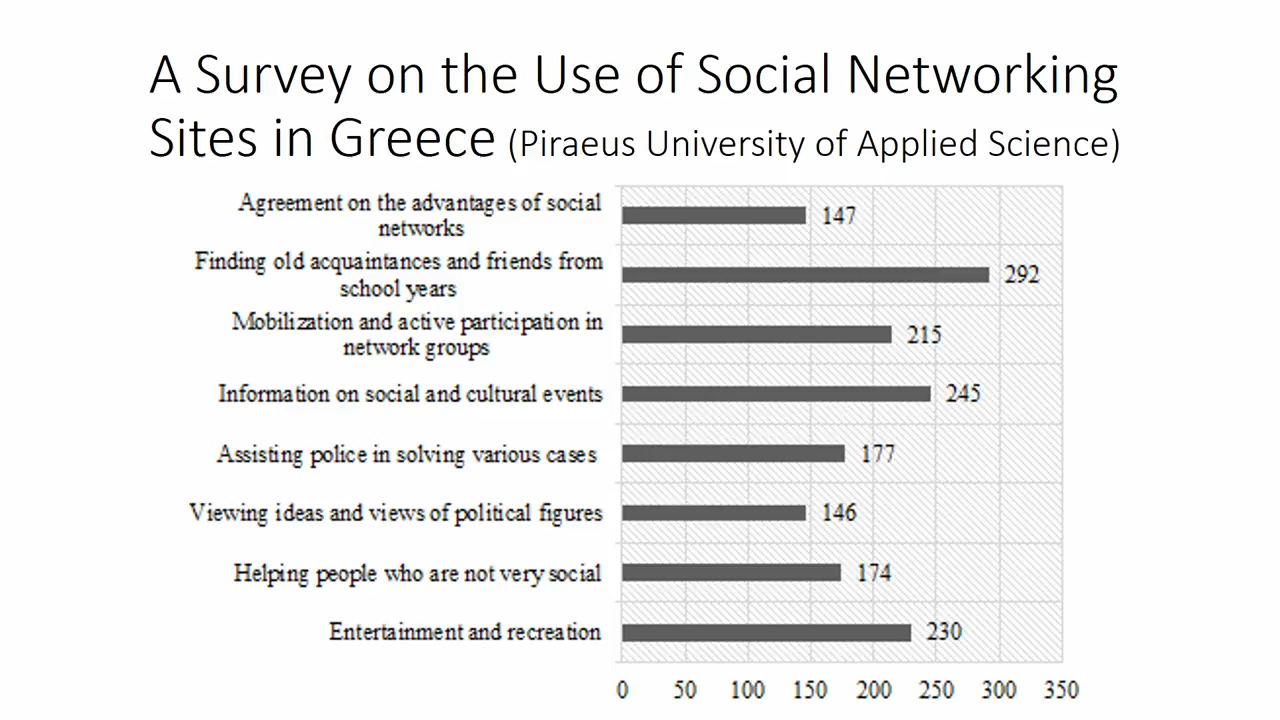 A Survey on the Use of Social Networking
Sites in Greece (Piraeus University of Applied Science)
Agreement on the advantages of social
networks
147
Finding old acquaintances and friends from
school years
292
Mobilization and active participation in
network groups
215
Information on social and cultural events
245
Assisting police in solving various cases
177
Viewing ideas and views of political figures
146
Helping people who are not very social
174
Entertainment and recreation
230
0 50 100 150 200 250 300 350